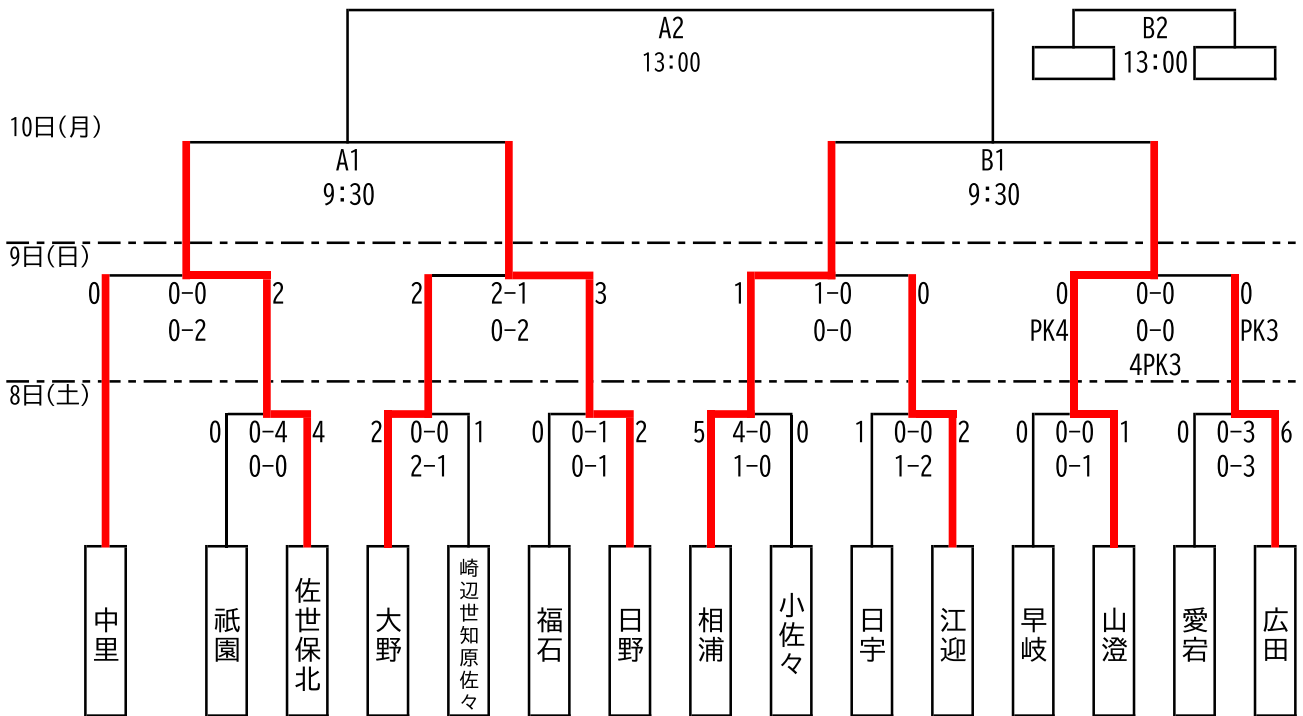 A2
13:00
B2
13:00
10日(月)
A1
9:30
B1
9:30
9日(日)
0 0-0 2
0-2
2 2-1 3
0-2
1 1-0 0
0-0
0 0-0 0
PK4 0-0 PK3
4PK3
8日(土)
0 0-4 4
0-0
2 0-0 1
2-1
0 0-1 2
0-1
5 4-0 0
1-0
1 0-0 2
1-2
0 0-0 1
0-1
0 0-3 6
0-3
中里
祇園
佐世保北
大野
崎辺世知原佐々
福石
日野
相浦
小佐々
日宇
江迎
早岐
山澄
愛宕
広田